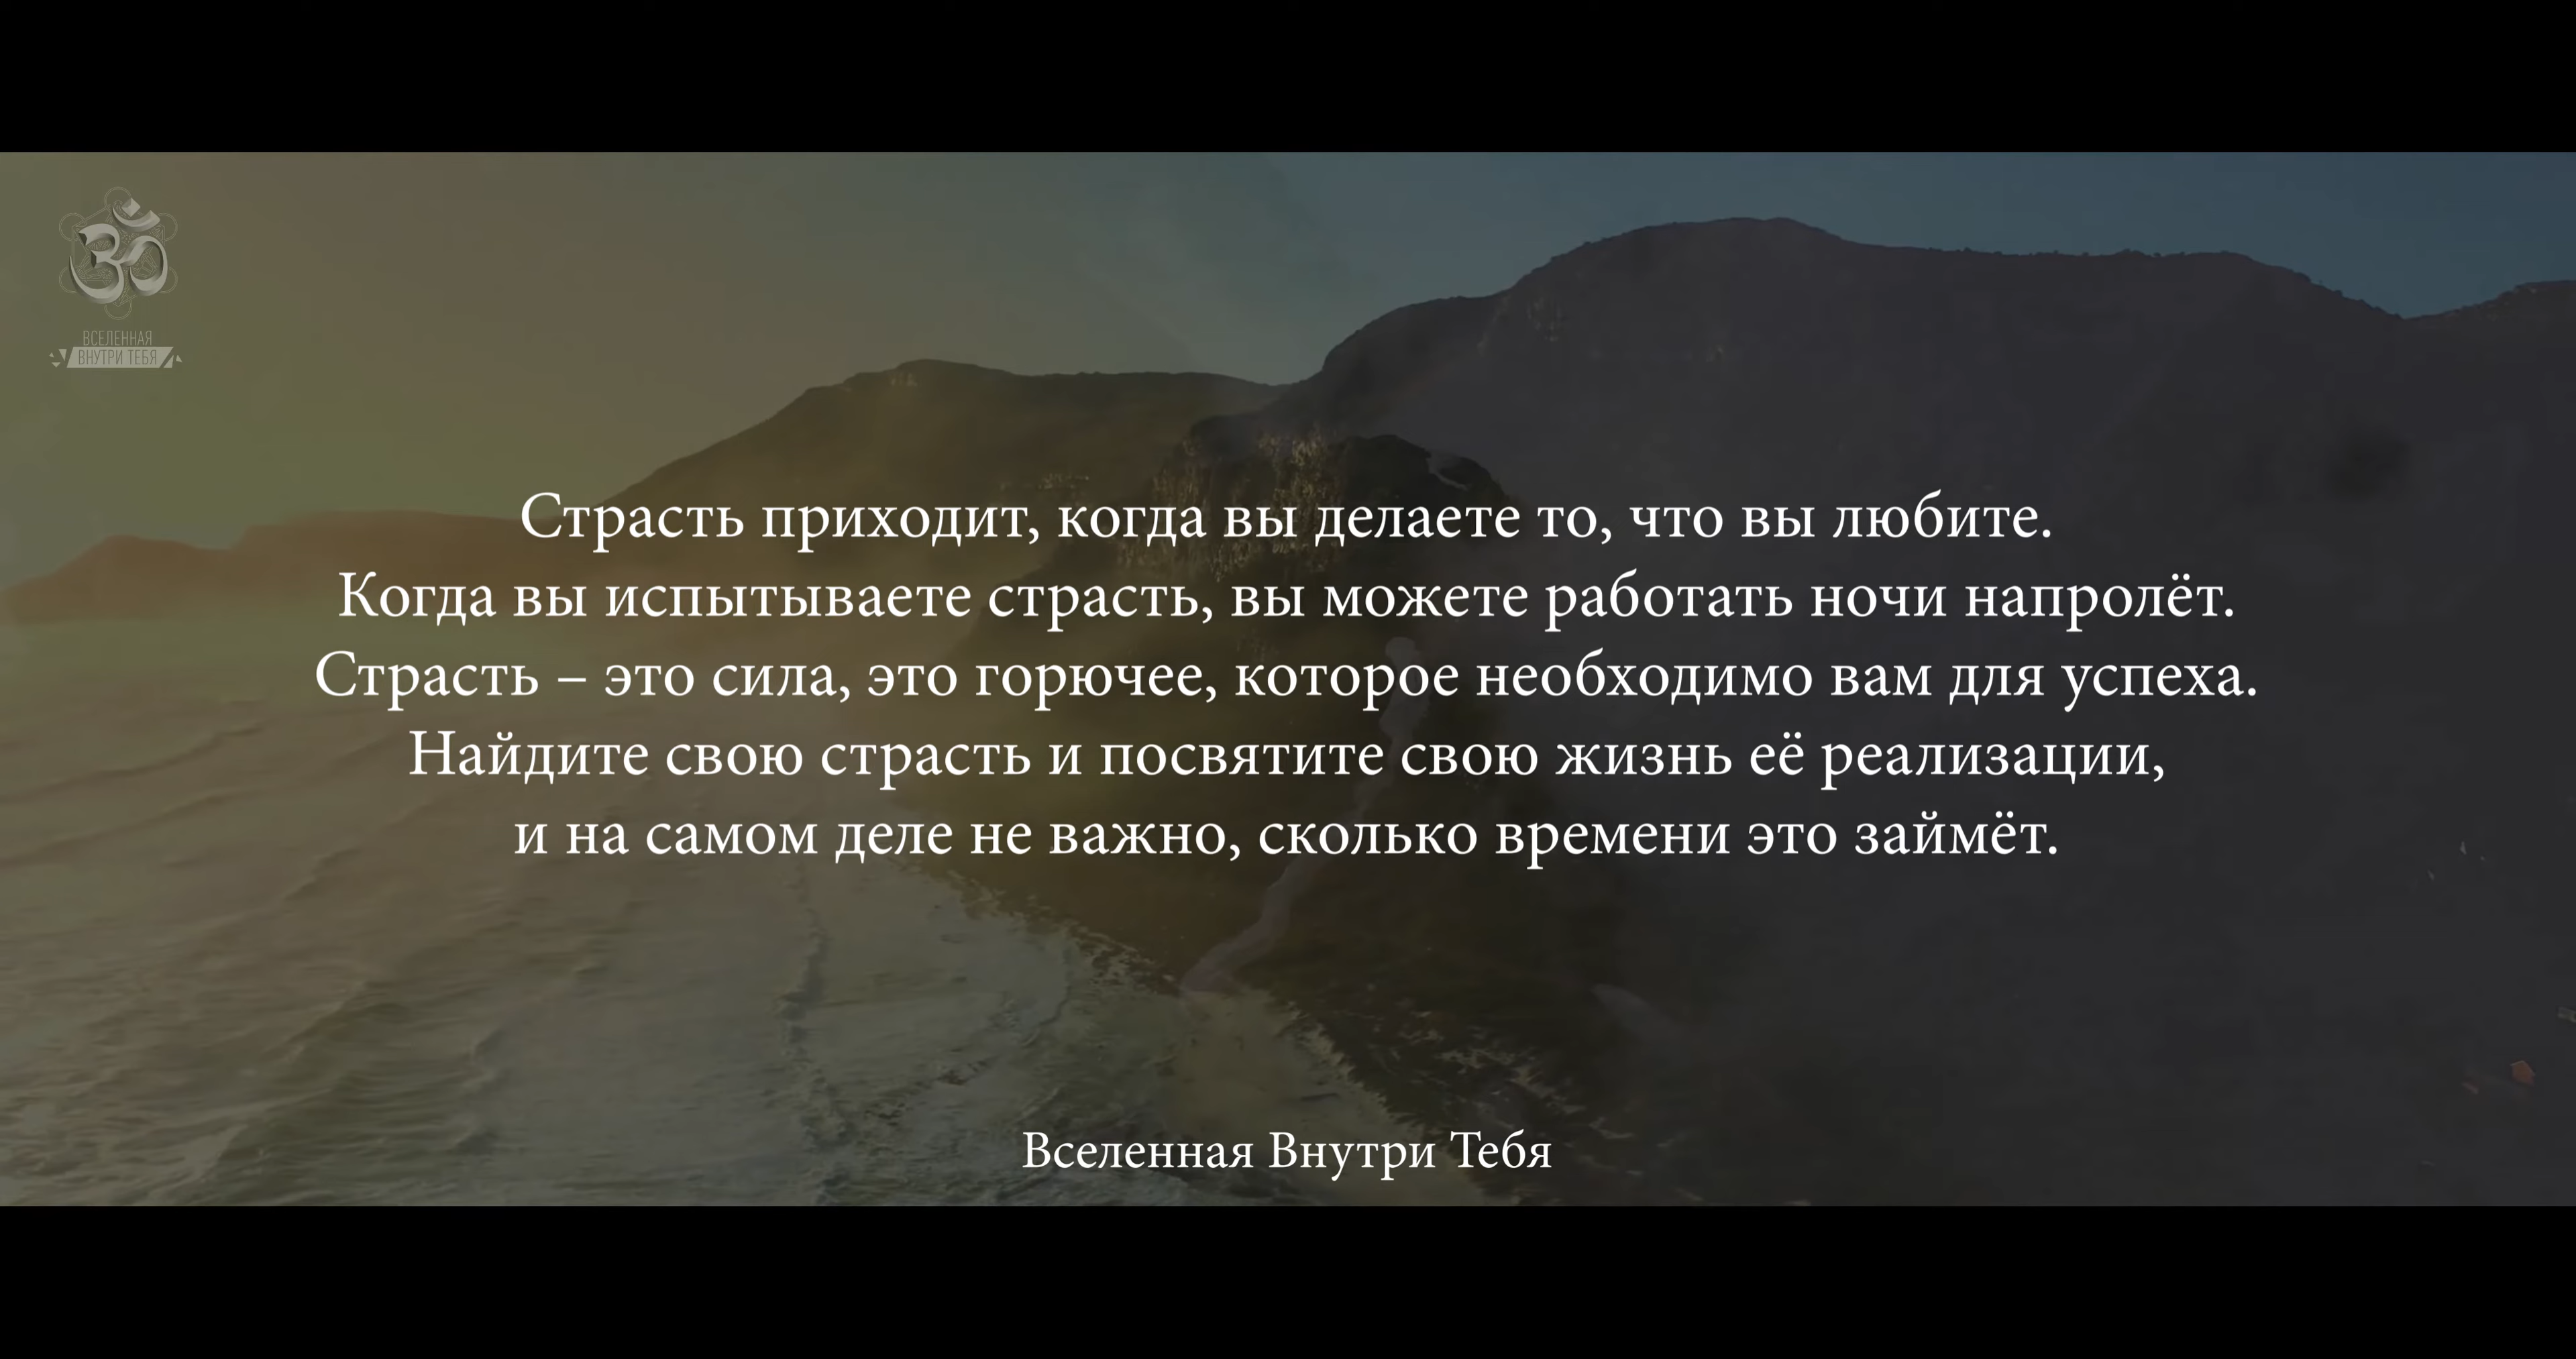 ВСЕЛЕННАЯ
ВНУТРИ ТЕБЯ
Страсть приходит, когда вы делаете то, что вы любите.
Когда вы испытываете страсть, вы можете работать ночи напролёт.
Страсть – это сила, это горючее, которое необходимо вам для успеха.
Найдите свою страсть и посвятите свою жизнь её реализации,
и на самом деле не важно, сколько времени это займёт.
Вселенная Внутри Тебя